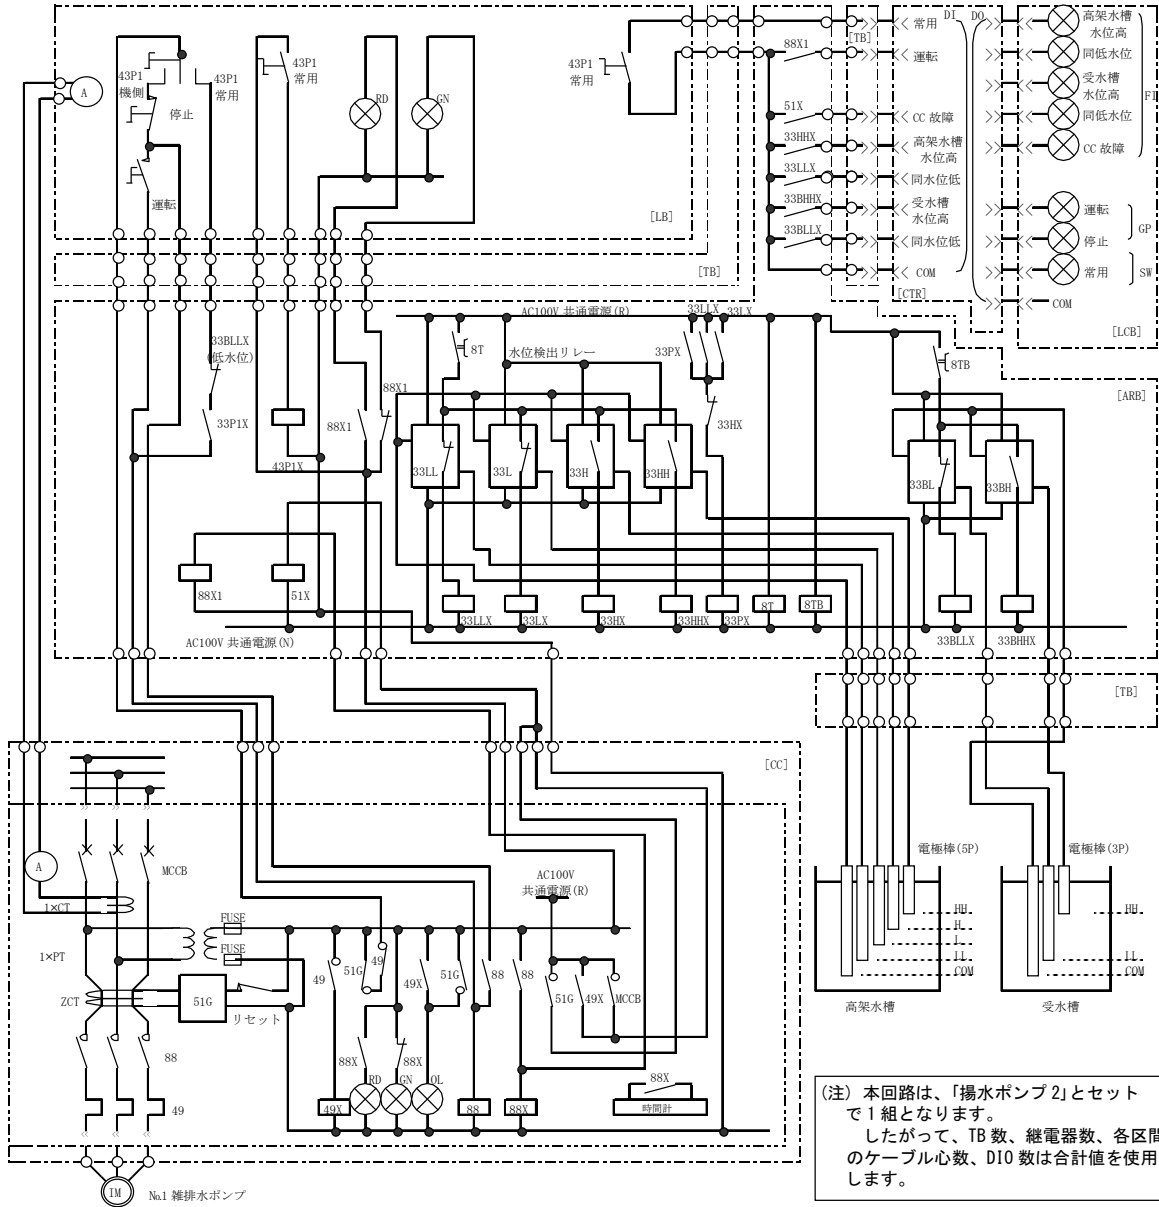 43P1
機側
停止
運転
43P1
常用
43P1
常用
RD
GN
[LB]
43P1
常用
A
[TB]
88X1
51X
33HHX
33LLX
33BHHX
33BLLX
[TB]
常用
運転
CC 故障
高架水槽
水位高
同水位低
受水槽
水位高
同水位低
COM
DI
DO
[CTR]
高架水槽
水位高
同低水位
受水槽
水位高
同低水位
CC 故障
FI
運転
停止
GP
常用
SW
COM
[LCB]
33BLLX
(低水位)
33P1X
43P1X
88X1
88X1
88X1
51X
AC100V 共通電源(R)
8T
水位検出リレー
33LLX
33LX
33PX
33HX
33LL
33L
33H
33HH
33LLX
33LX
33HX
33HHX
33PX
8T
8TB
8TB
33BL
33BH
33BLLX
33BHHX
[ARB]
AC100V 共通電源(N)
[TB]
[CC]
A
MCCB
1×CT
1×PT
FUSE
FUSE
ZCT
51G
リセット
88
49
IM
№1 雑排水ポンプ
AC100V
共通電源(R)
49
51G
49
49X
51G
88
88
51G
49X
MCCB
88X
88X
RD
GN
OL
49X
88
88X
88X
時間計
電極棒(5P)
HH
H
L
LL
COM
高架水槽
電極棒(3P)
HH
LL
COM
受水槽
(注) 本回路は、「揚水ポンプ 2」とセット
で 1 組となります。
したがって、TB 数、継電器数、各区間
のケーブル心数、DIO 数は合計値を使用
します。